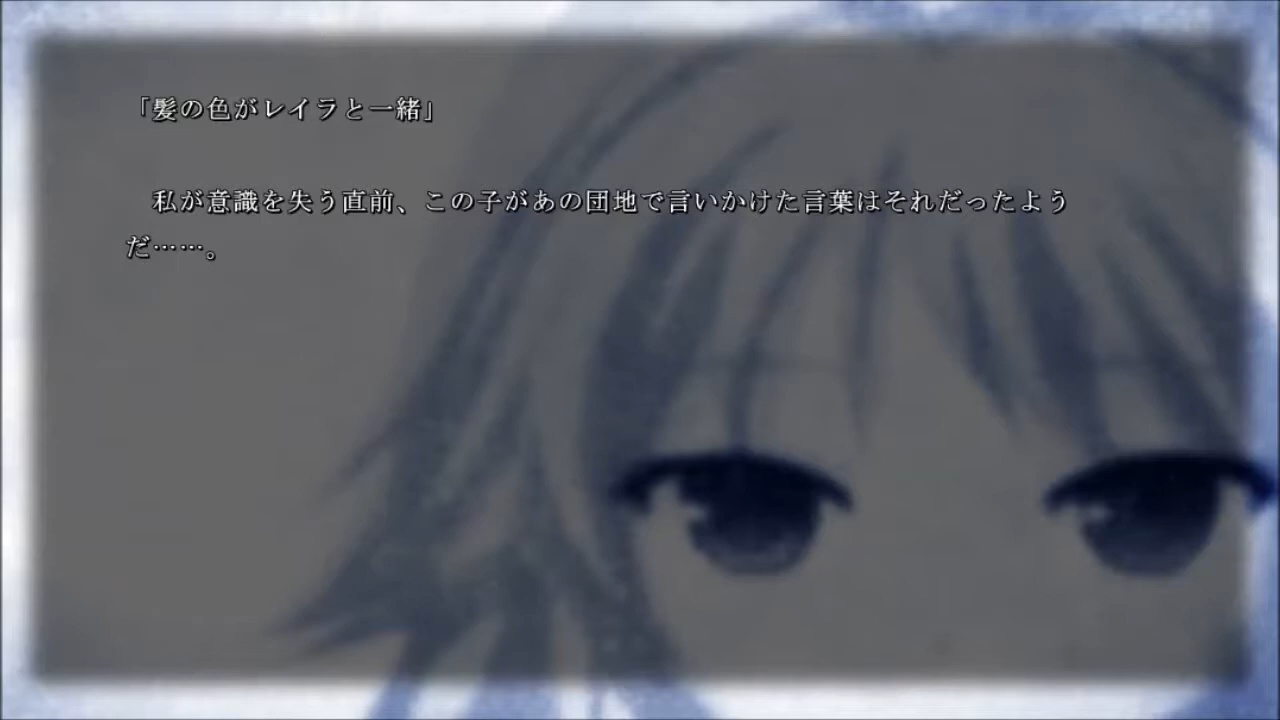 「髪の色がレイラと一緒」
　私が意識を失う直前、この子があの団地で言いかけた言葉はそれだったよう
だ……。